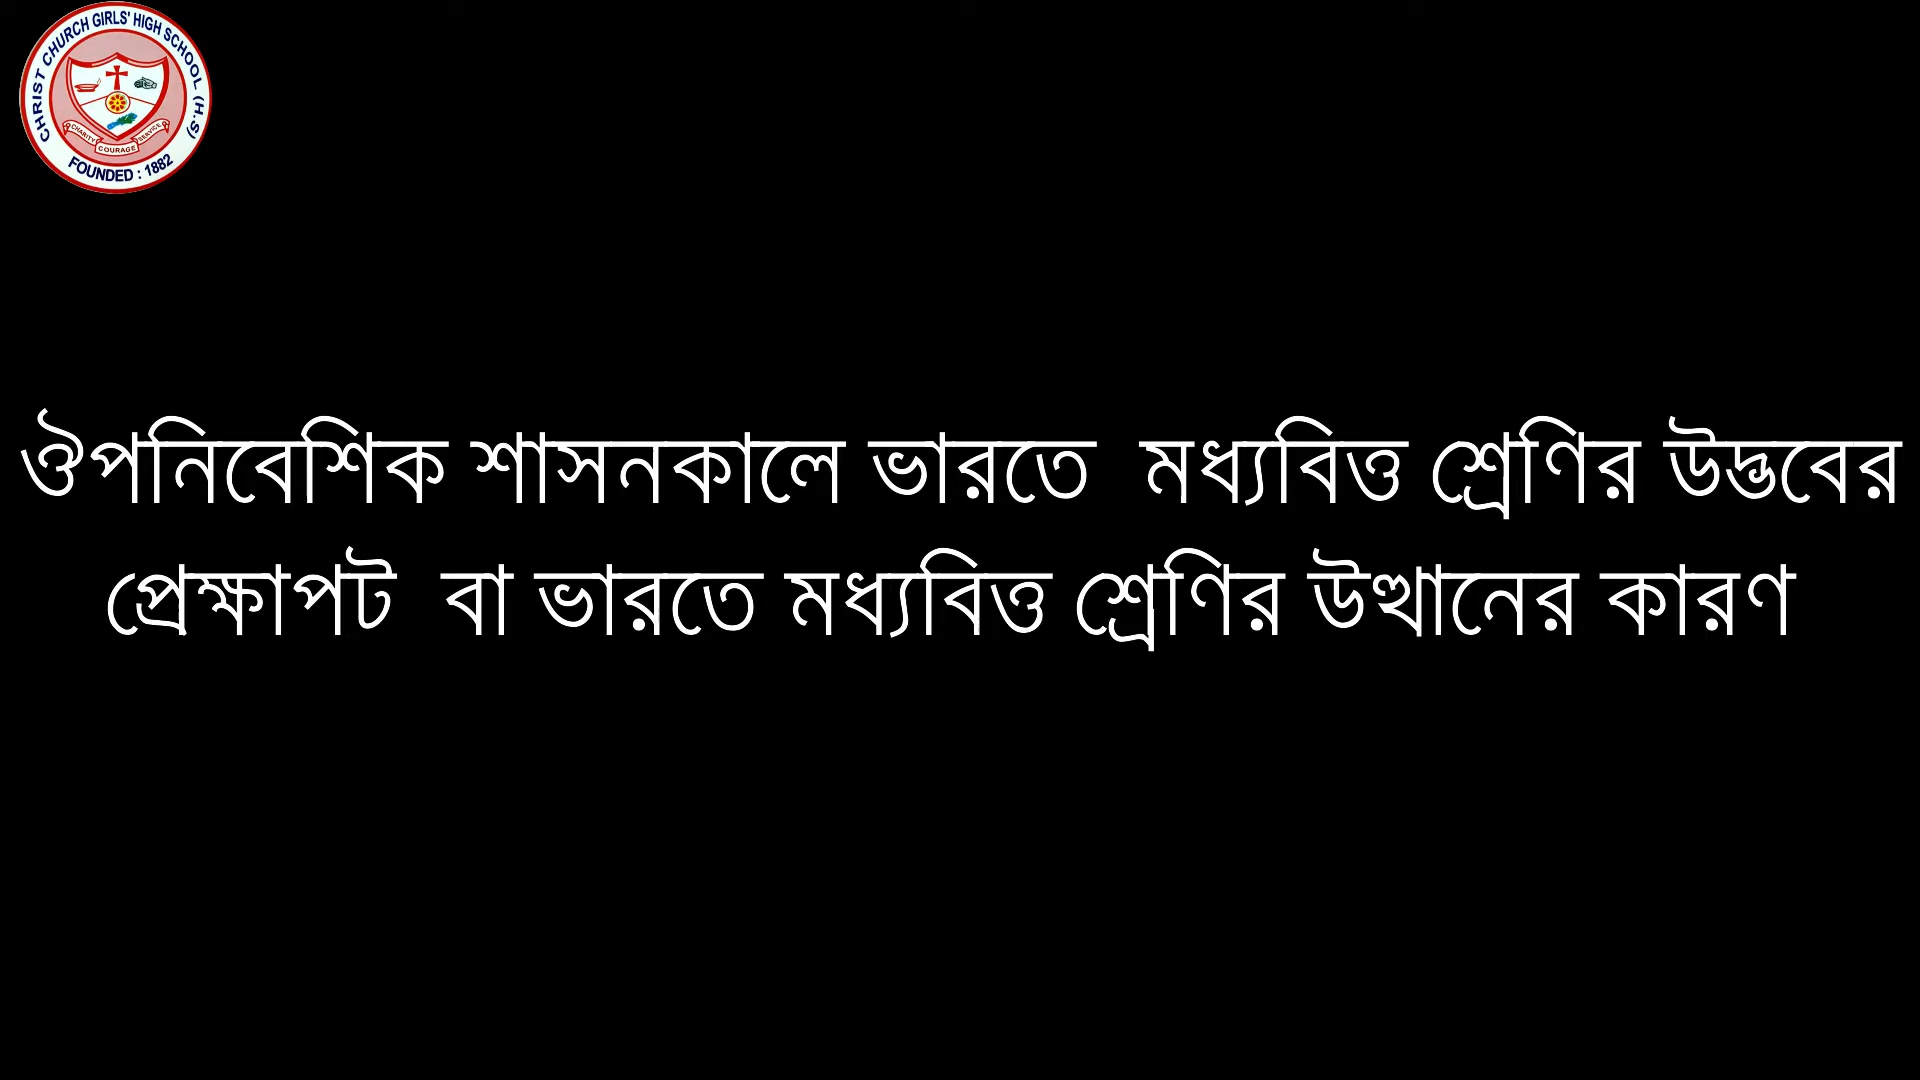 CHRIST CHURCH GIRLS' HIGH SCHOOL (H.S)
CHARITY
COURAGE
SERVICE
FOUNDED : 1882
ঔপনিবেশিক শাসনকালে ভারতে মধ্যবিত্ত শ্রেণির উদ্ভবের
প্রেক্ষাপট বা ভারতে মধ্যবিত্ত শ্রেণির উত্থানের কারণ